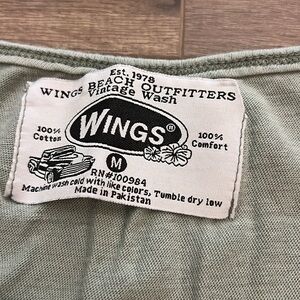 Est. 1978
WINGS BEACH OUTFITTERS
Vintage Wash
WINGS®
100% Cotton
100% Comfort
M
RN#100984
Machine wash cold with like colors, Tumble dry low
Made in Pakistan